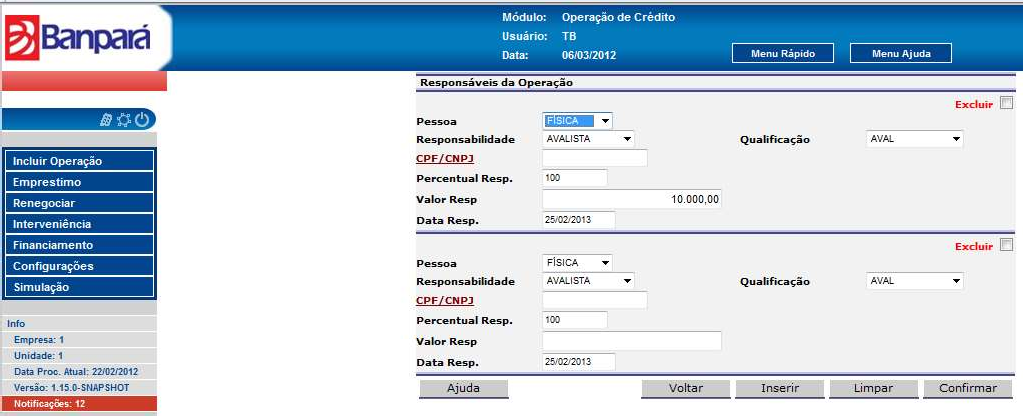 Banpará
Módulo: Operação de Crédito
Usuário: TB
Data: 06/03/2012
Menu Rápido
Menu Ajuda
Incluir Operação
Emprestimo
Renegociar
Interveniência
Financiamento
Configurações
Simulação
Info
Empresa: 1
Unidade: 1
Data Proc. Atual: 22/02/2012
Versão: 1.15.0-SNAPSHOT
Notificações: 12
Responsáveis da Operação
Excluir
Pessoa FÍSICA
Responsabilidade AVALISTA Qualificação AVAL
CPF/CNPJ
Percentual Resp. 100
Valor Resp 10.000,00
Data Resp. 25/02/2013
Excluir
Pessoa FÍSICA
Responsabilidade AVALISTA Qualificação AVAL
CPF/CNPJ
Percentual Resp. 100
Valor Resp
Data Resp. 25/02/2013
Ajuda Voltar Inserir Limpar Confirmar